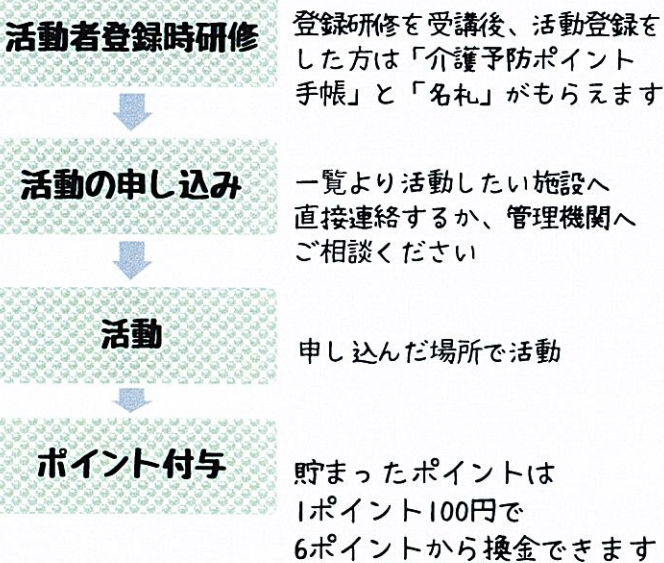 活動者登録時研修
登録研修を受講後、活動登録を
した方は「介護予防ポイント
手帳」と「名札」がもらえます
活動の申し込み
一覧より活動したい施設へ
直接連絡するか、管理機関へ
ご相談ください
活動
申し込んだ場所で活動
ポイント付与
貯まったポイントは
1ポイント100円で
6ポイントから換金できます